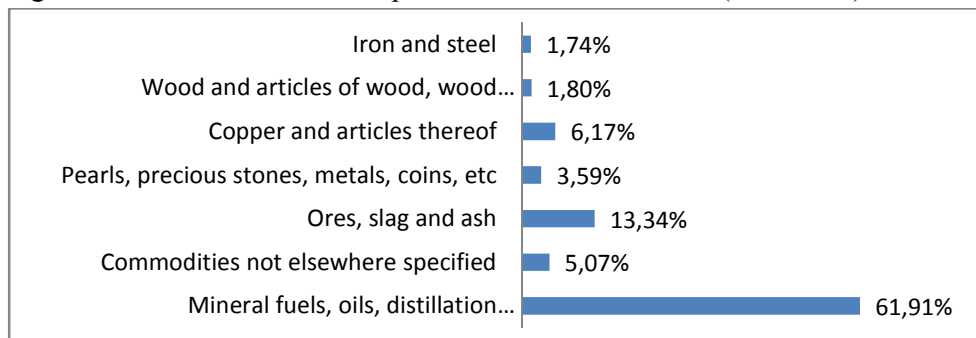 Iron and steel 1,74%
Wood and articles of wood, wood… 1,80%
Copper and articles thereof 6,17%
Pearls, precious stones, metals, coins, etc 3,59%
Ores, slag and ash 13,34%
Commodities not elsewhere specified 5,07%
Mineral fuels, oils, distillation… 61,91%